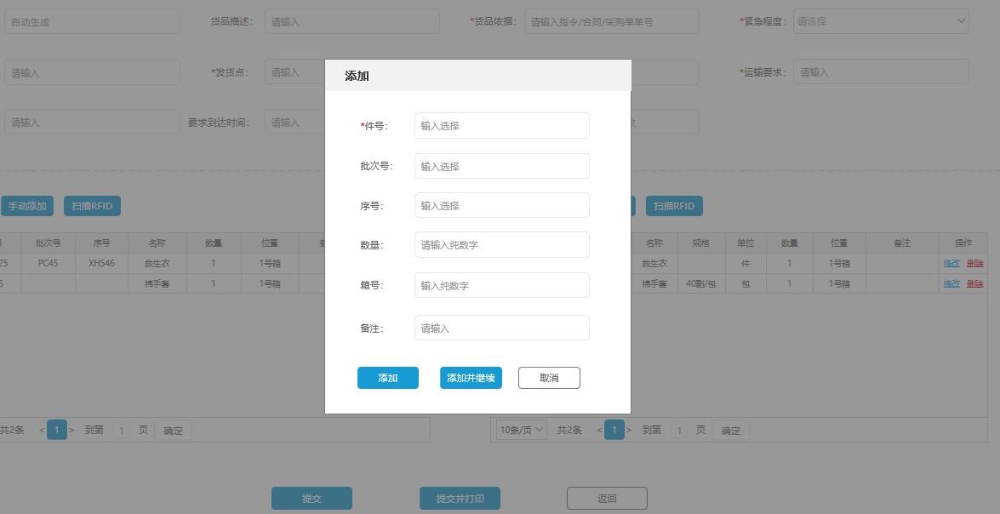 自动生成 货品描述: 请输入 *货品依据: 请输入指令/合同/采购单单号 *紧急程度: 请选择
请输入 *发货点: 请输入 *运输要求: 请输入
请输入 要求到达时间: 请输入
添加
*件号: 输入选择
批次号: 输入选择
序号: 输入选择
数量: 请输入纯数字
箱号: 输入纯数字
备注: 请输入
添加 添加并继续 取消
手动添加 扫描RFID 扫描RFID
批次号 序号 名称 数量 位置 名称 规格 单位 数量 位置 备注 操作
25 PC45 XH546 救生衣 1 1号箱 救生衣 件 1 1号箱 修改 删除
棉手套 1 1号箱 棉手套 40副/包 包 1 1号箱 修改 删除
共2条 < 1 > 到第 1 页 确定 10条/页 共2条 < 1 > 到第 1 页 确定
提交 提交并打印 返回